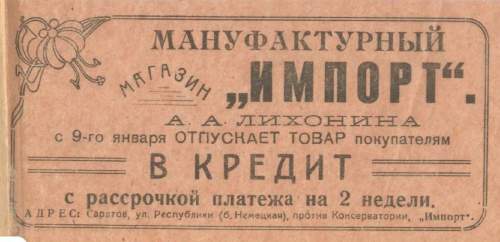 МАНУФАКТУРНЫЙ
МАГАЗИН „ИМПОРТ“.
А. А. ЛИХОНИНА
с 9-го января ОТПУСКАЕТ ТОВАР покупателям
В КРЕДИТ
с рассрочкой платежа на 2 недели.
АДРЕС: Саратов, ул. Республики (б. Немецкая), против Консерватории, „Импорт“.